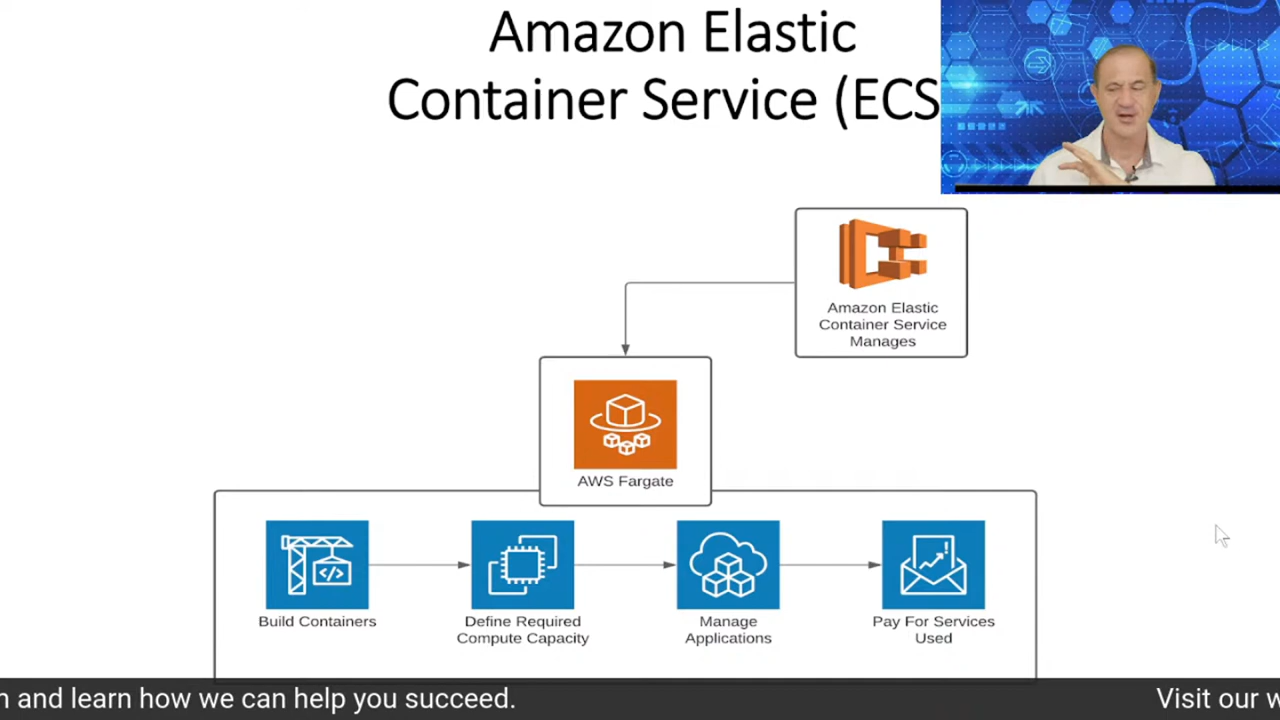 Amazon Elastic
Container Service (ECS
Amazon Elastic
Container Service
Manages
AWS Fargate
</>
Build Containers
Define Required
Compute Capacity
Manage
Applications
Pay For Services
Used
and learn how we can help you succeed.
Visit our